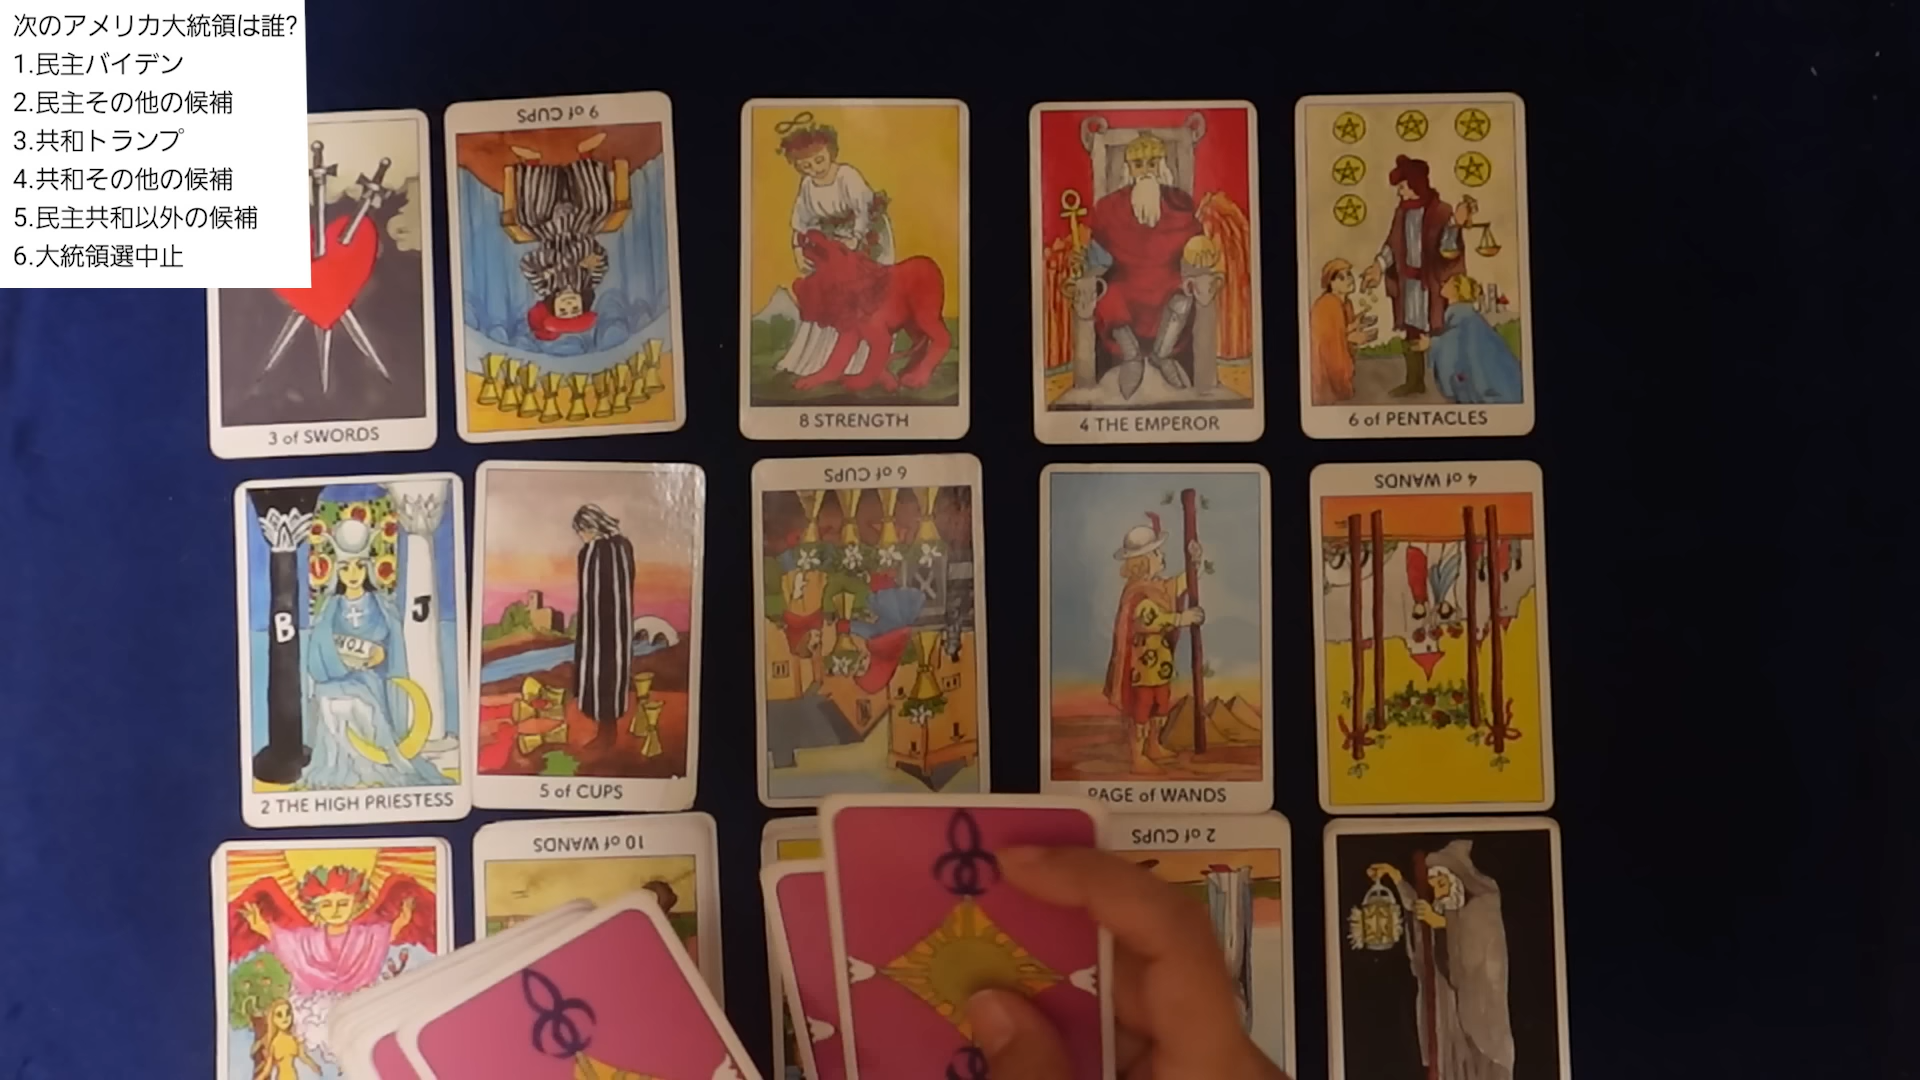 次のアメリカ大統領は誰?
1.民主バイデン
2.民主その他の候補
3.共和トランプ
4.共和その他の候補
5.民主共和以外の候補
6.大統領選中止
3 of SWORDS
9 of CUPS
8 STRENGTH
4 THE EMPEROR
6 of PENTACLES
B
J
TORA
2 THE HIGH PRIESTESS
5 of CUPS
6 of CUPS
PAGE of WANDS
4 of WANDS
10 of WANDS
2 of CUPS